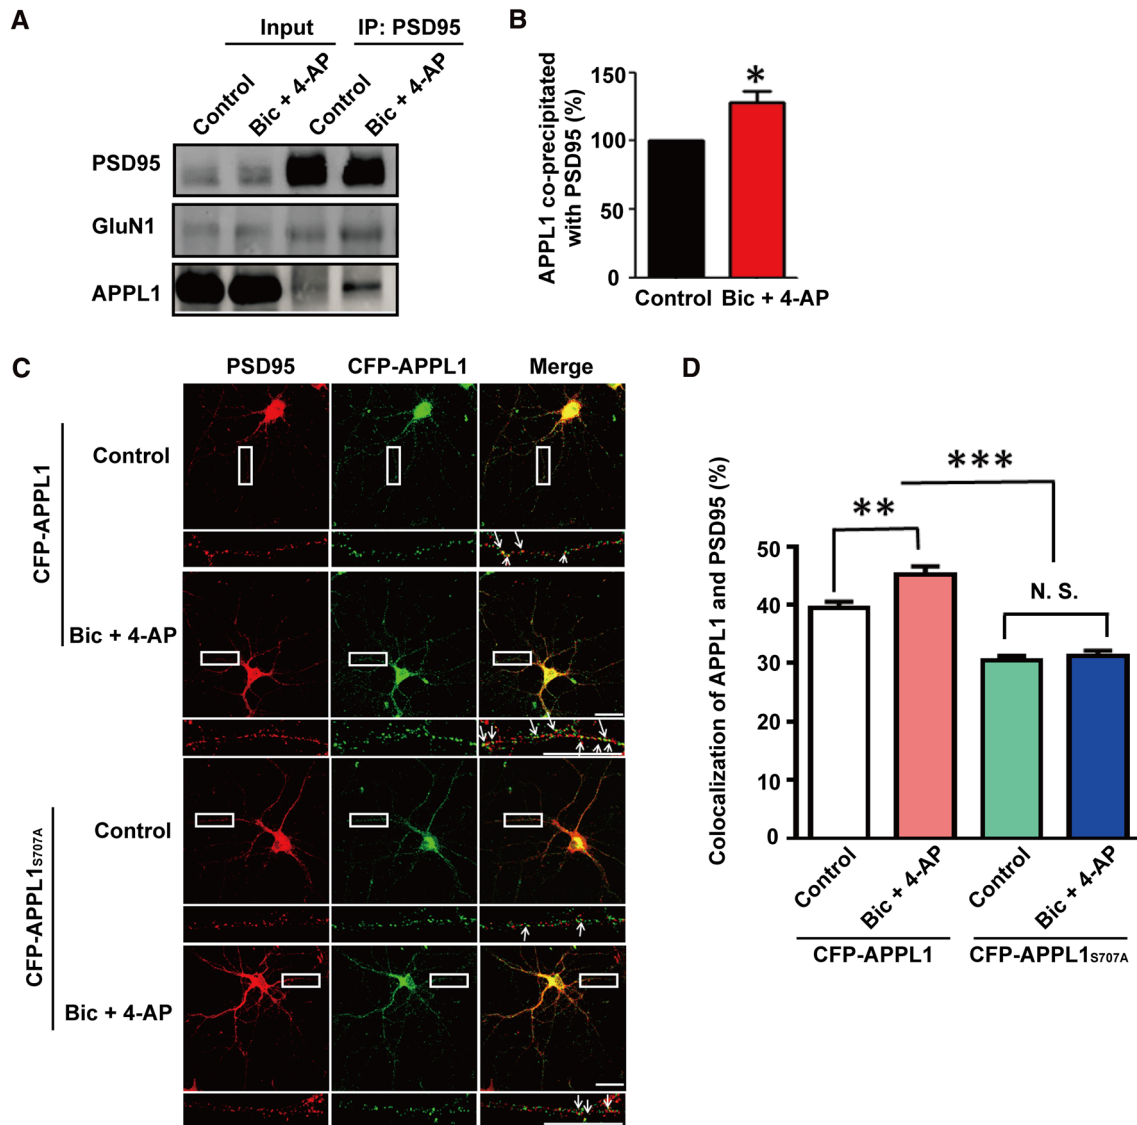 A
Input
IP: PSD95
Control
Bic + 4-AP
Control
Bic + 4-AP
PSD95
GluN1
APPL1
B
APPL1 co-precipitated
with PSD95 (%)
150
100
50
0
*
Control
Bic + 4-AP
C
PSD95
CFP-APPL1
Merge
CFP-APPL1
Control
Bic + 4-AP
CFP-APPL1S707A
Control
Bic + 4-AP
D
Colocalization of APPL1 and PSD95 (%)
50
40
30
20
10
0
**
***
N. S.
Control
Bic + 4-AP
Control
Bic + 4-AP
CFP-APPL1
CFP-APPL1S707A